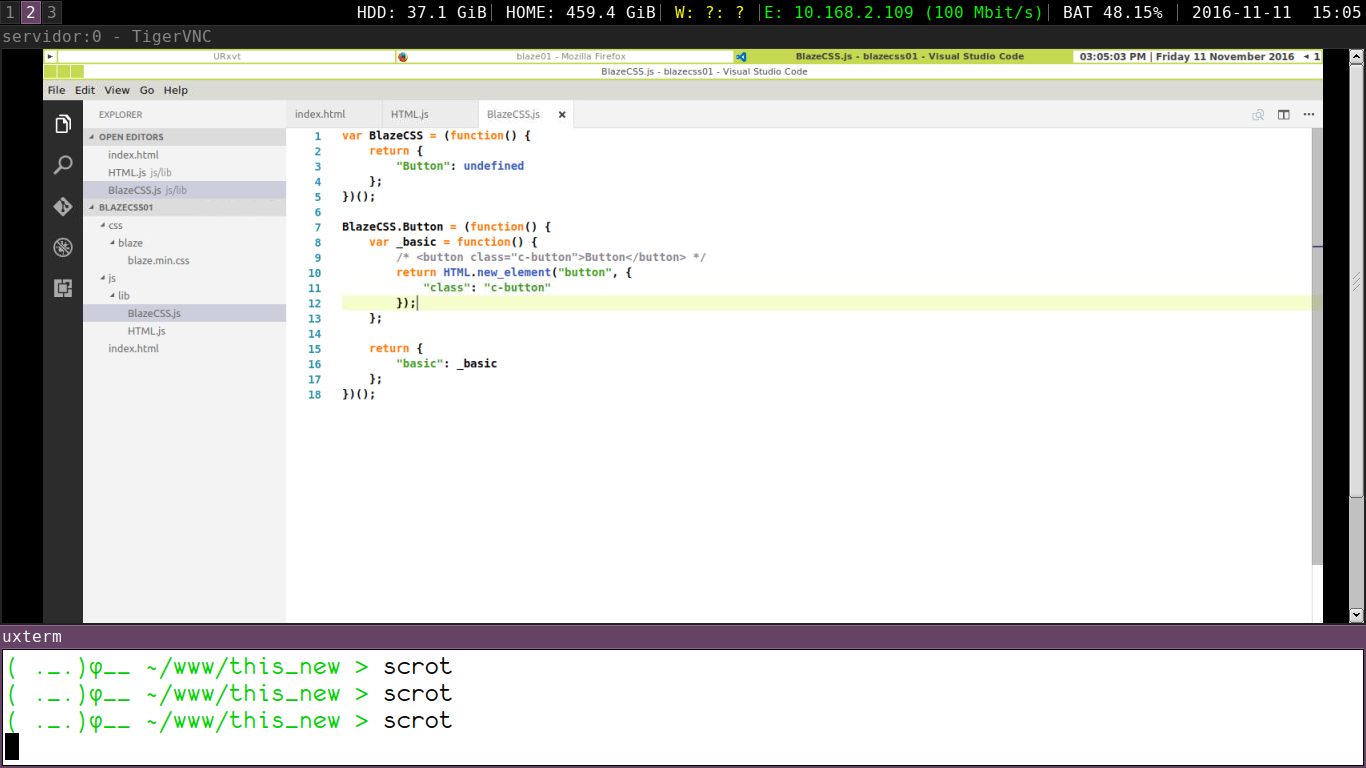 1 2 3 HDD: 37.1 GiB| HOME: 459.4 GiB| W: ?: ? |E: 10.168.2.109 (100 Mbit/s)| BAT 48.15% | 2016-11-11 15:05
servidor:0 - TigerVNC
URxvt blaze01 - Mozilla Firefox BlazeCSS.js - blazecss01 - Visual Studio Code 03:05:03 PM | Friday 11 November 2016 1
BlazeCSS.js - blazecss01 - Visual Studio Code
File Edit View Go Help
EXPLORER
OPEN EDITORS
index.html
HTML.js js/lib
BlazeCSS.js js/lib
BLAZECSS01
css
blaze
blaze.min.css
js
lib
BlazeCSS.js
HTML.js
index.html
index.html HTML.js BlazeCSS.js
1 var BlazeCSS = (function() {
2     return {
3         "Button": undefined
4     };
5 })();
6
7 BlazeCSS.Button = (function() {
8     var _basic = function() {
9         /* <button class="c-button">Button</button> */
10         return HTML.new_element("button", {
11             "class": "c-button"
12         });
13     };
14
15     return {
16         "basic": _basic
17     };
18 })();
uxterm
( ._.)φ__ ~/www/this_new > scrot
( ._.)φ__ ~/www/this_new > scrot
( ._.)φ__ ~/www/this_new > scrot